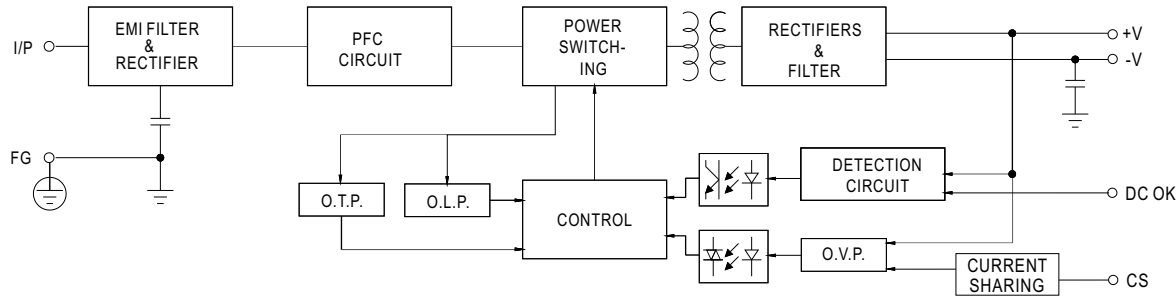 I/P
EMI FILTER
&
RECTIFIER
PFC
CIRCUIT
POWER
SWITCH-
ING
RECTIFIERS
&
FILTER
+V
-V
FG
O.T.P.
O.L.P.
CONTROL
DETECTION
CIRCUIT
DC OK
O.V.P.
CURRENT
SHARING
CS